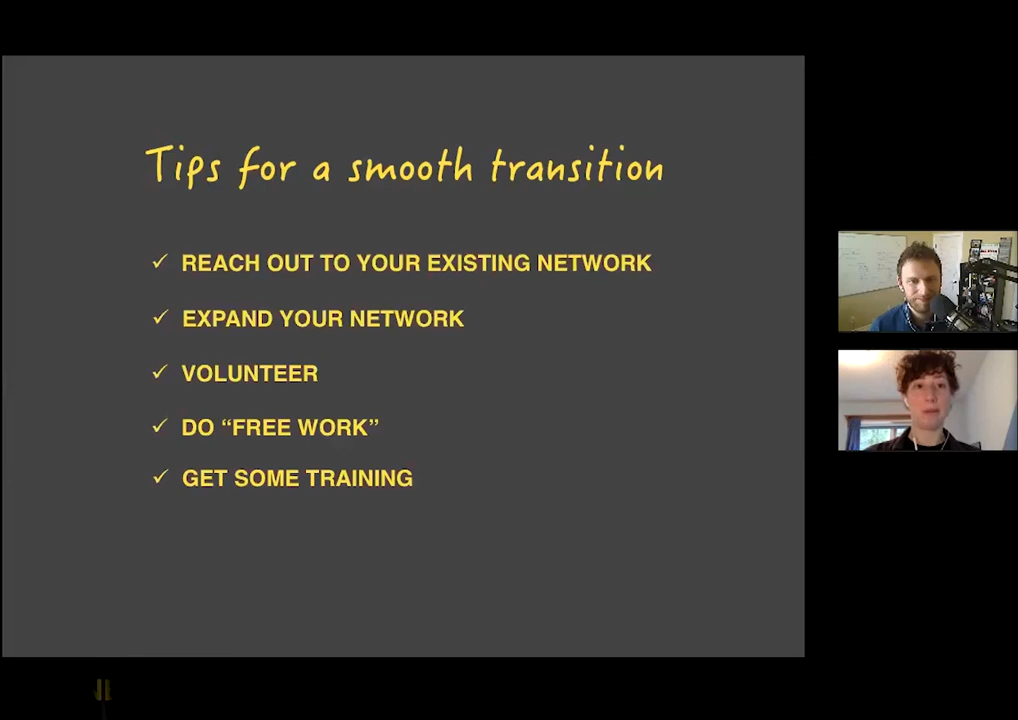 Tips for a smooth transition
✓ REACH OUT TO YOUR EXISTING NETWORK
✓ EXPAND YOUR NETWORK
✓ VOLUNTEER
✓ DO “FREE WORK”
✓ GET SOME TRAINING